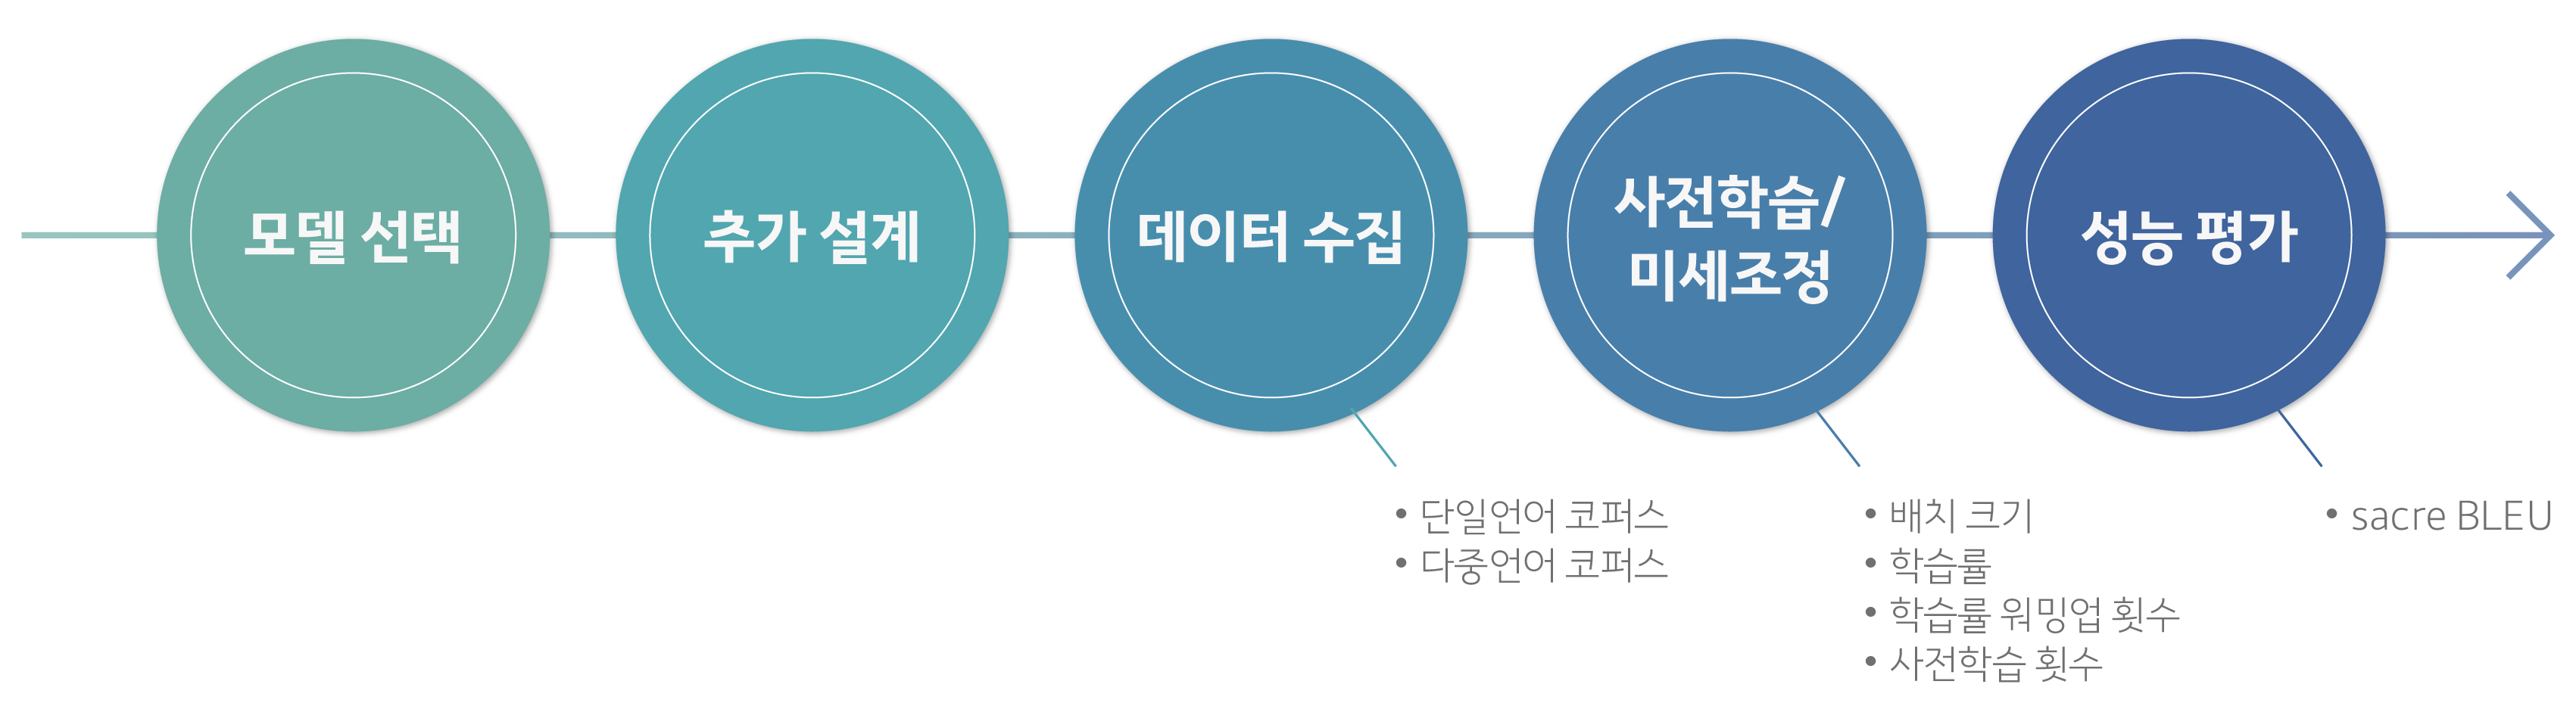 모델 선택
추가 설계
데이터 수집
사전학습/
미세조정
성능 평가
• 단일언어 코퍼스
• 다중언어 코퍼스
• 배치 크기
• 학습률
• 학습률 워밍업 횟수
• 사전학습 횟수
• sacre BLEU